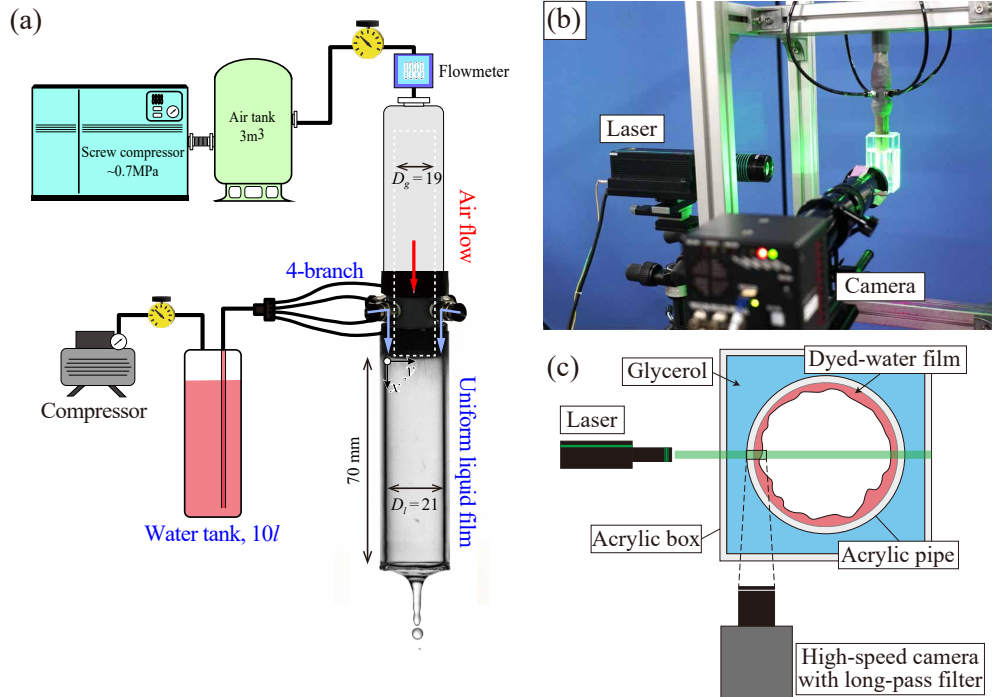 (a)
Flowmeter
Air tank
3m3
Screw compressor
~0.7MPa
Dg = 19
Air flow
4-branch
Compressor
x
r
Uniform liquid film
70 mm
Dl = 21
Water tank, 10l
(b)
Laser
Camera
(c)
Glycerol
Dyed-water film
Laser
Acrylic box
Acrylic pipe
High-speed camera
with long-pass filter